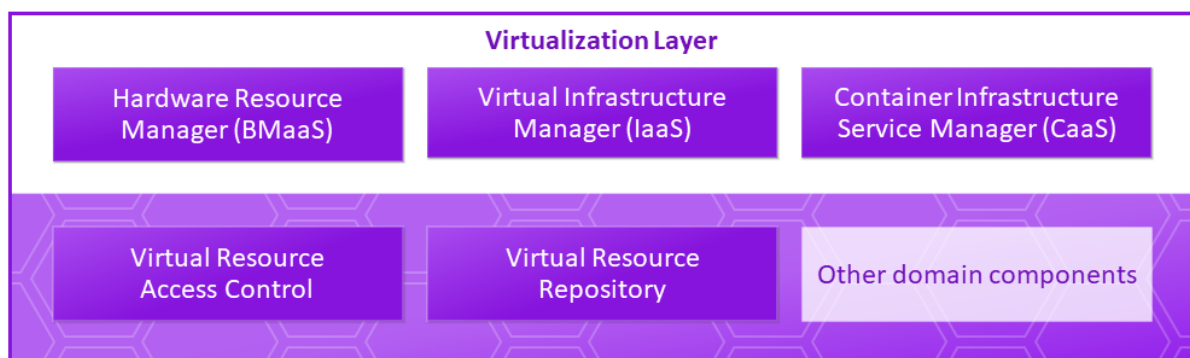 Virtualization Layer
Hardware Resource
Manager (BMaaS)
Virtual Infrastructure
Manager (IaaS)
Container Infrastructure
Service Manager (CaaS)
Virtual Resource
Access Control
Virtual Resource
Repository
Other domain components